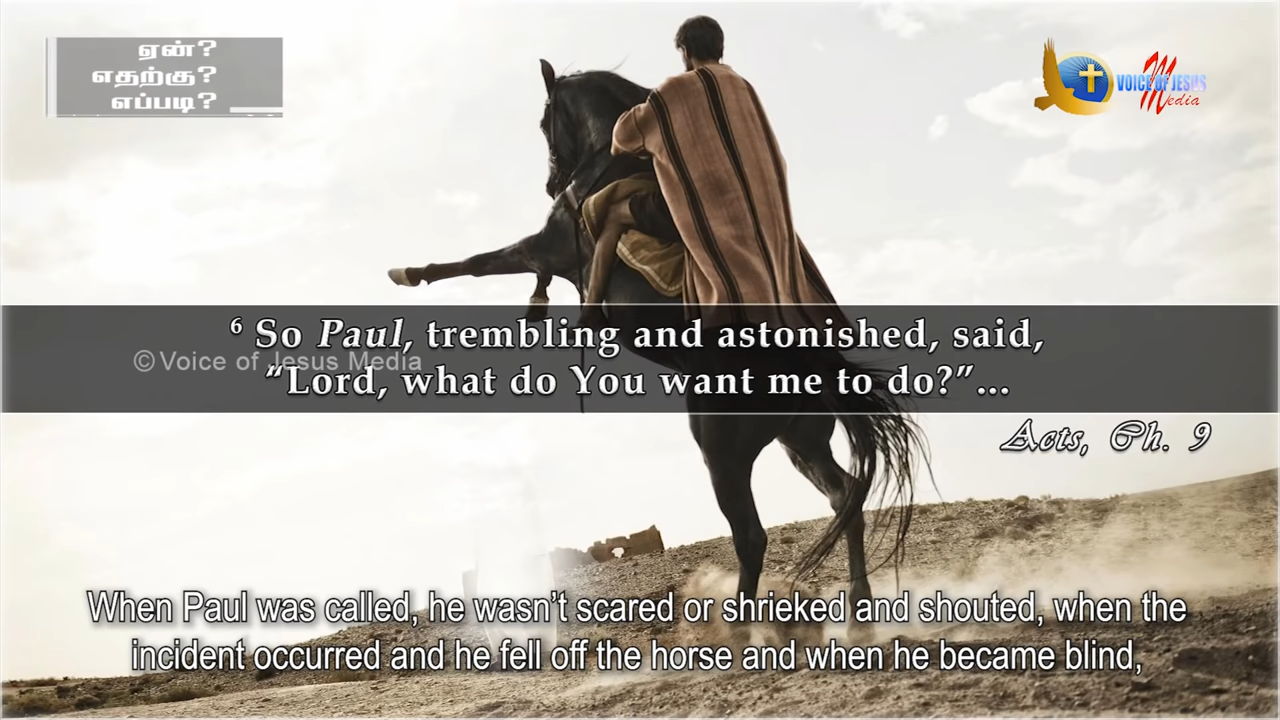 ஏன்?
எதற்கு?
எப்படி?
VOICE OF JESUS
Media
⁶ So Paul, trembling and astonished, said,
©Voice of Jesus Media
“Lord, what do You want me to do?”...
Acts, Ch. 9
When Paul was called, he wasn’t scared or shrieked and shouted, when the
incident occurred and he fell off the horse and when he became blind,